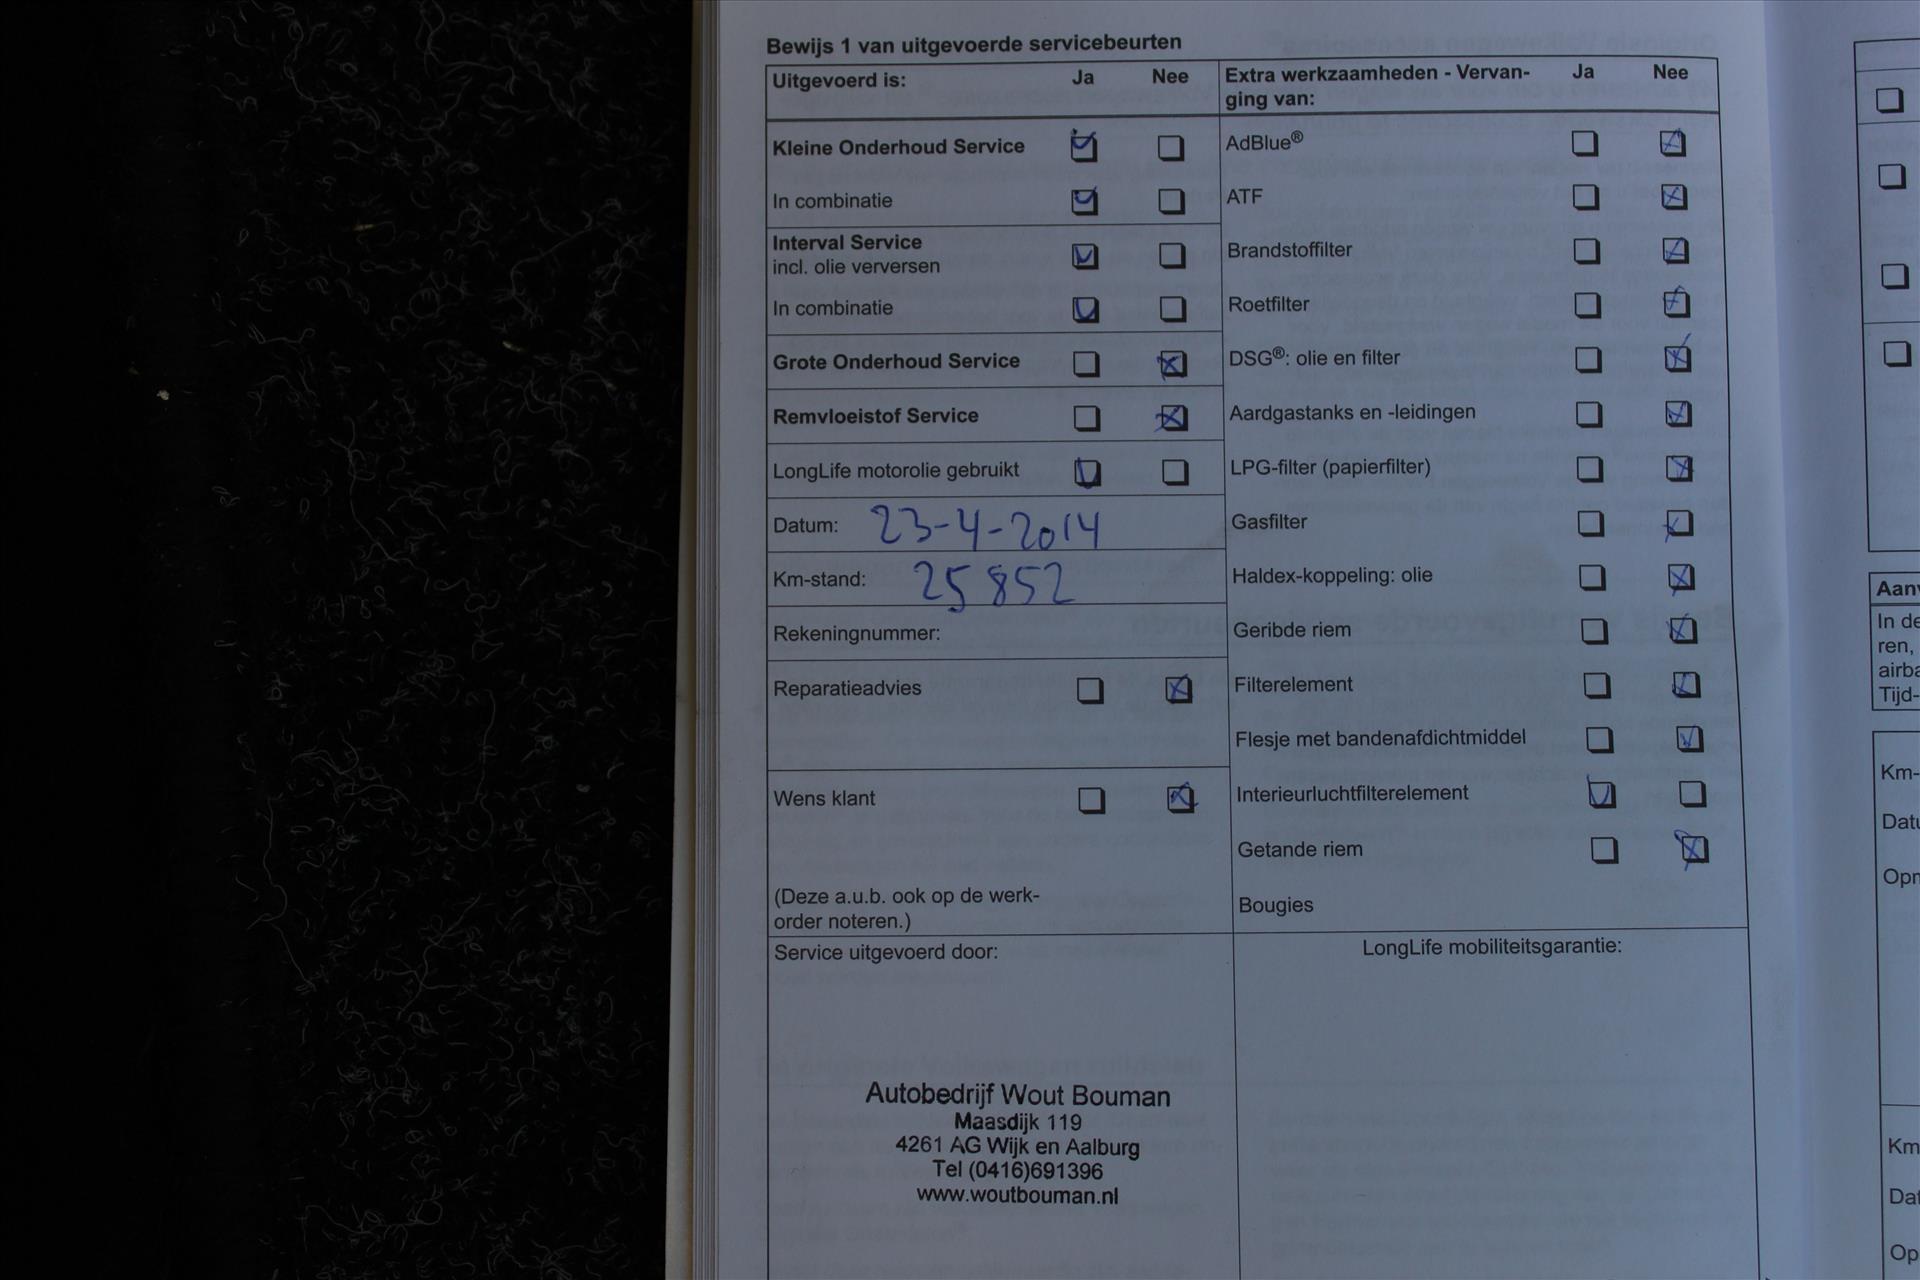 Bewijs 1 van uitgevoerde servicebeurten
Uitgevoerd is: Ja Nee
Kleine Onderhoud Service
In combinatie
Interval Service
incl. olie verversen
In combinatie
Grote Onderhoud Service
Remvloeistof Service
LongLife motorolie gebruikt
Datum: 23-4-2014
Km-stand: 25852
Rekeningnummer:
Reparatieadvies
Wens klant
(Deze a.u.b. ook op de werk-
order noteren.)
Extra werkzaamheden - Vervan-
ging van: Ja Nee
AdBlue®
ATF
Brandstoffilter
Roetfilter
DSG®: olie en filter
Aardgastanks en -leidingen
LPG-filter (papierfilter)
Gasfilter
Haldex-koppeling: olie
Geribde riem
Filterelement
Flesje met bandenafdichtmiddel
Interieurluchtfilterelement
Getande riem
Bougies
Service uitgevoerd door:
LongLife mobiliteitsgarantie:
Autobedrijf Wout Bouman
Maasdijk 119
4261 AG Wijk en Aalburg
Tel (0416)691396
www.woutbouman.nl
In de
ren,
Tijd-
Km-